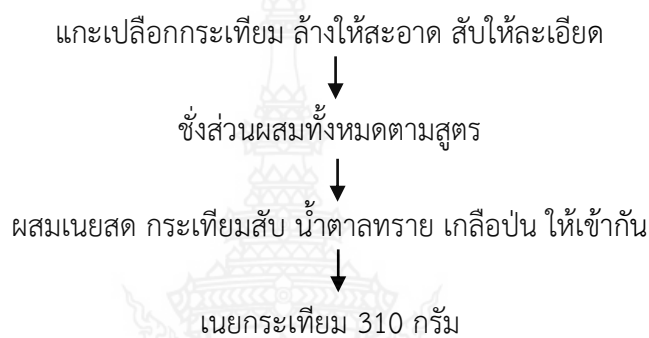 แกะเปลือกกระเทียม ล้างให้สะอาด สับให้ละเอียด
ชั่งส่วนผสมทั้งหมดตามสูตร
ผสมเนยสด กระเทียมสับ น้ำตาลทราย เกลือป่น ให้เข้ากัน
เนยกระเทียม 310 กรัม